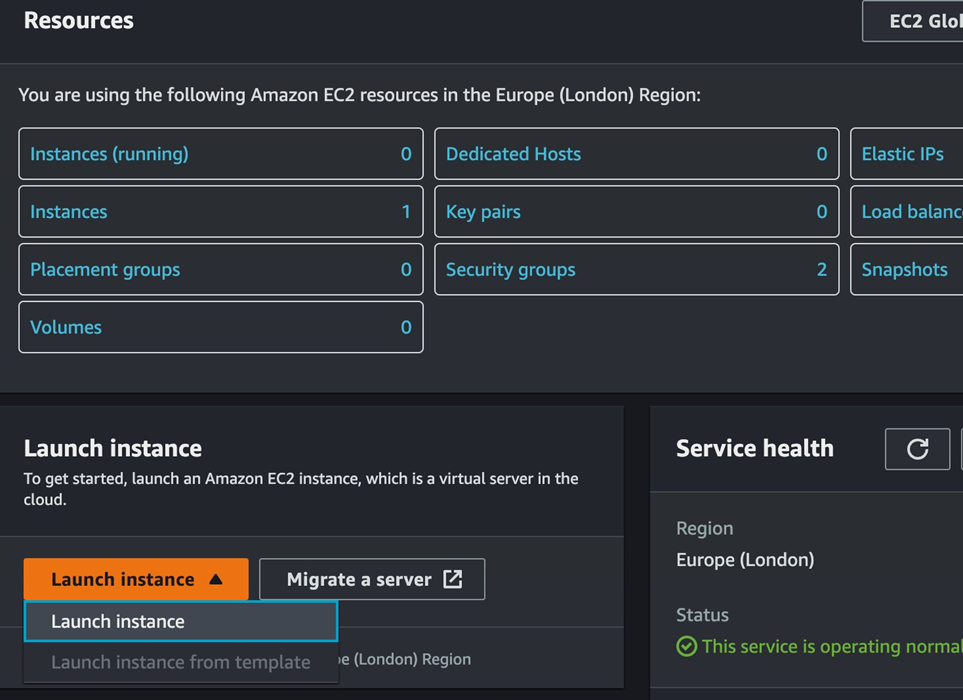 Resources
EC2 Glo
You are using the following Amazon EC2 resources in the Europe (London) Region:
Instances (running) 0
Dedicated Hosts 0
Elastic IPs
Instances 1
Key pairs 0
Load balanc
Placement groups 0
Security groups 2
Snapshots
Volumes 0
Launch instance
To get started, launch an Amazon EC2 instance, which is a virtual server in the
cloud.
Launch instance
Migrate a server
Launch instance
Launch instance from template
pe (London) Region
Service health
Region
Europe (London)
Status
This service is operating normal